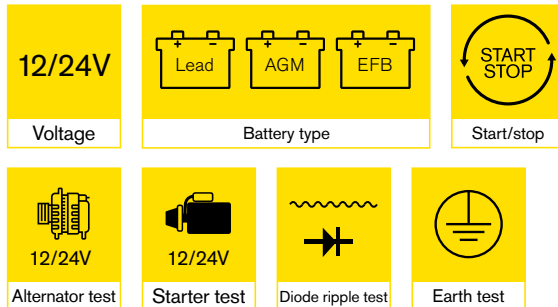 12/24V
Voltage
Lead
AGM
EFB
Battery type
START
STOP
Start/stop
12/24V
Alternator test
12/24V
Starter test
Diode ripple test
Earth test